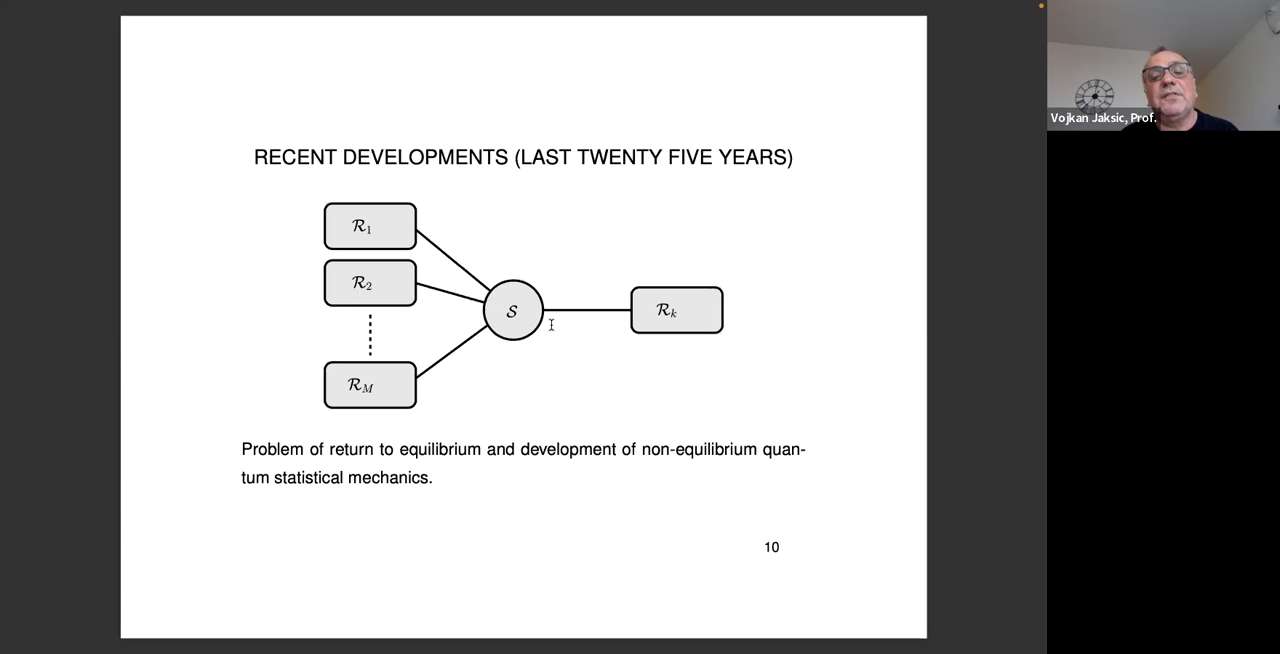 RECENT DEVELOPMENTS (LAST TWENTY FIVE YEARS)
R1
R2
RM
S
Rk
Problem of return to equilibrium and development of non-equilibrium quan-
tum statistical mechanics.
10
Vojkan Jaksic, Prof.